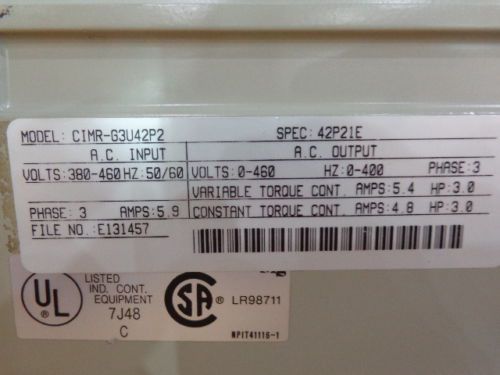 MODEL: CIMR-G3U42P2 SPEC: 42P21E
A.C. INPUT A.C. OUTPUT
VOLTS:380-460 HZ:50/60 VOLTS:0-460 HZ:0-400 PHASE:3
VARIABLE TORQUE CONT. AMPS:5.4 HP:3.0
PHASE: 3 AMPS:5.9 CONSTANT TORQUE CONT. AMPS:4.8 HP:3.0
FILE NO.:E131457
UL ®
LISTED
IND. CONT.
EQUIPMENT
7J48
C
SA ®
LR98711
NPIT41116-1